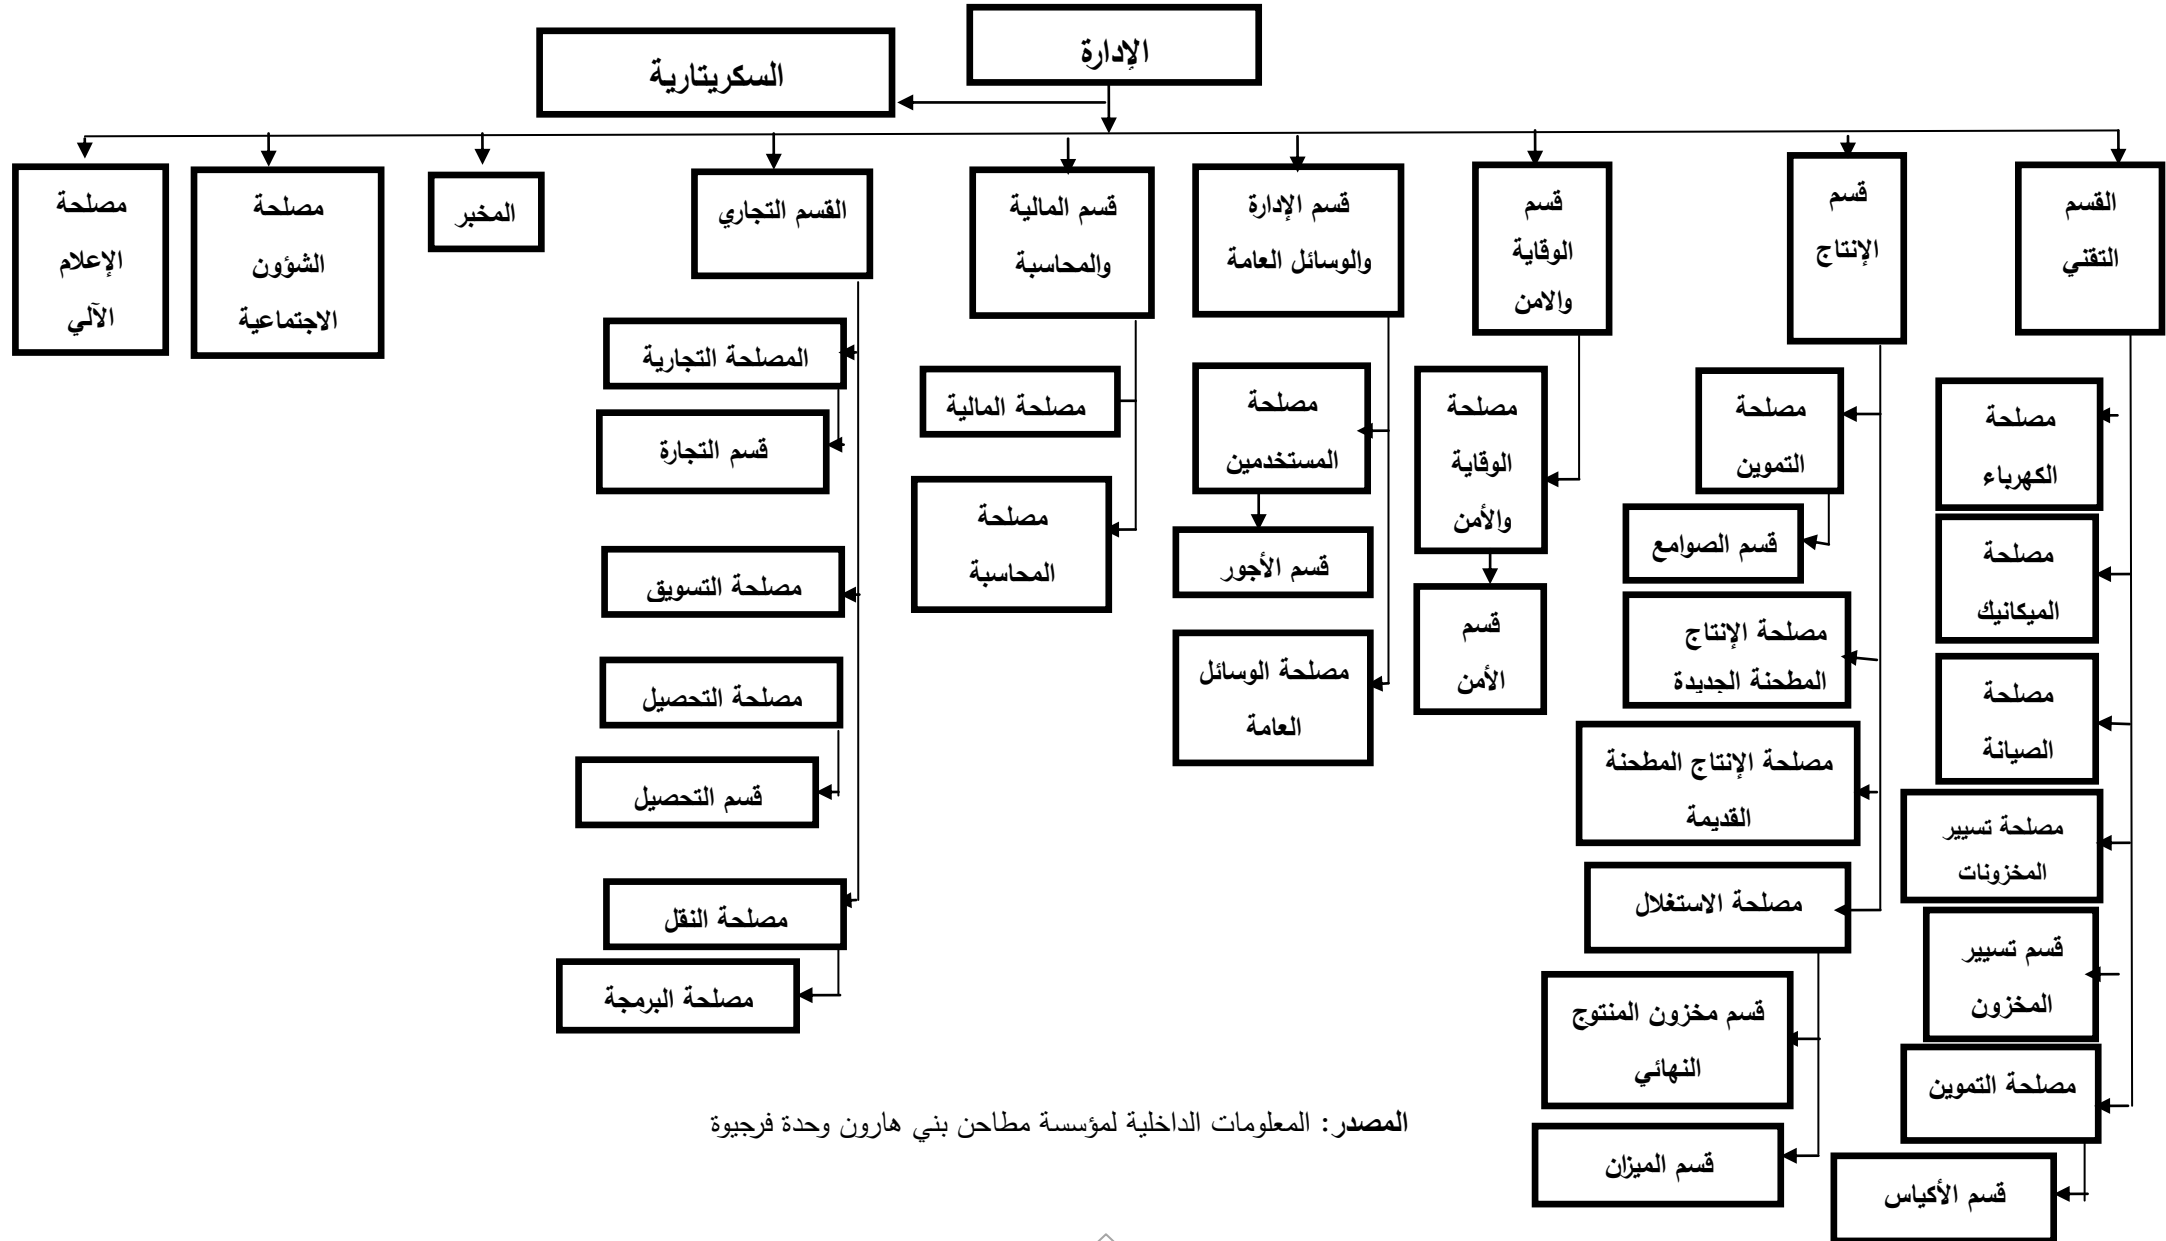 الإدارة
السكريتارية
القسم
التقني
قسم
الإنتاج
قسم
الوقاية
والامن
قسم الإدارة
والوسائل العامة
قسم المالية
والمحاسبة
القسم التجاري
المخبر
مصلحة
الشؤون
الاجتماعية
مصلحة
الإعلام
الآلي
مصلحة
الكهرباء
مصلحة
الميكانيك
مصلحة
الصيانة
مصلحة تسيير
المخزونات
قسم تسيير
المخزون
مصلحة التموين
قسم الأكياس
مصلحة
التموين
قسم الصوامع
مصلحة الإنتاج
المطحنة الجديدة
مصلحة الإنتاج المطحنة
القديمة
مصلحة الاستغلال
قسم مخزون المنتوج
النهائي
قسم الميزان
مصلحة
الوقاية
والأمن
قسم
الأمن
مصلحة
المستخدمين
قسم الأجور
مصلحة الوسائل
العامة
مصلحة المالية
مصلحة
المحاسبة
المصلحة التجارية
قسم التجارة
مصلحة التسويق
مصلحة التحصيل
قسم التحصيل
مصلحة النقل
مصلحة البرمجة
المصدر: المعلومات الداخلية لمؤسسة مطاحن بني هارون وحدة فرجيوة